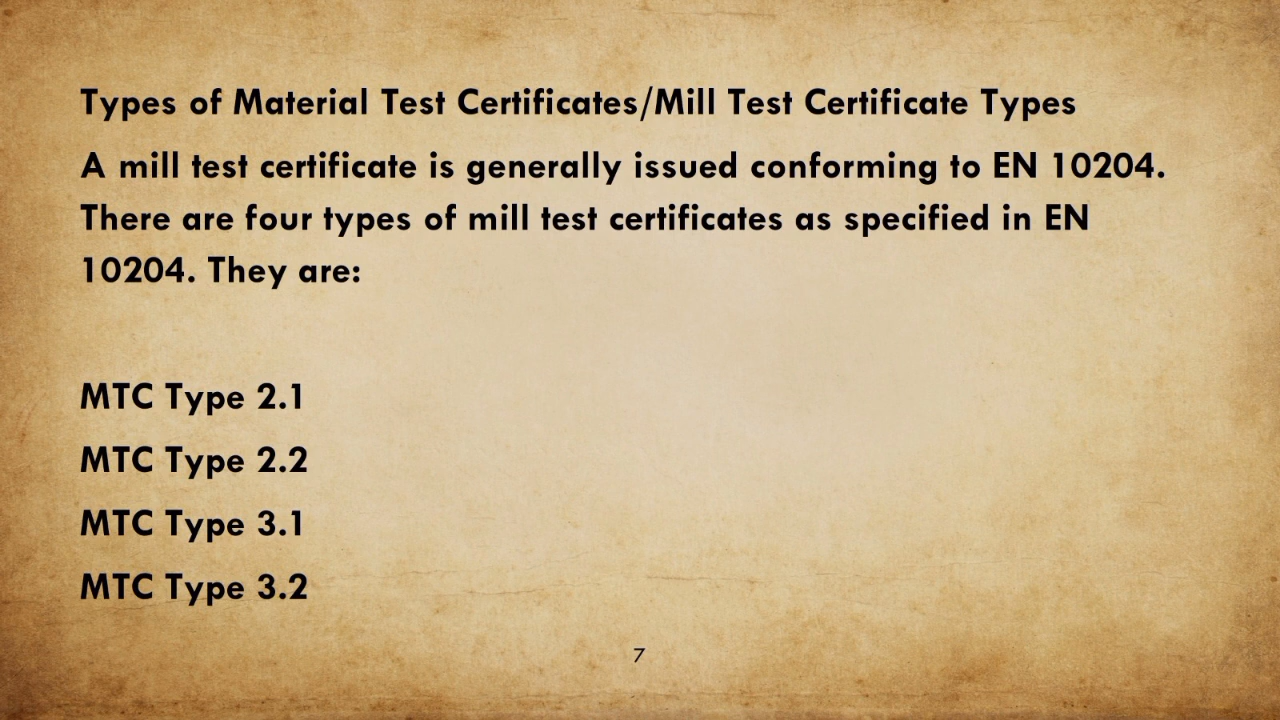 Types of Material Test Certificates/Mill Test Certificate Types
A mill test certificate is generally issued conforming to EN 10204.
There are four types of mill test certificates as specified in EN
10204. They are:
MTC Type 2.1
MTC Type 2.2
MTC Type 3.1
MTC Type 3.2
7